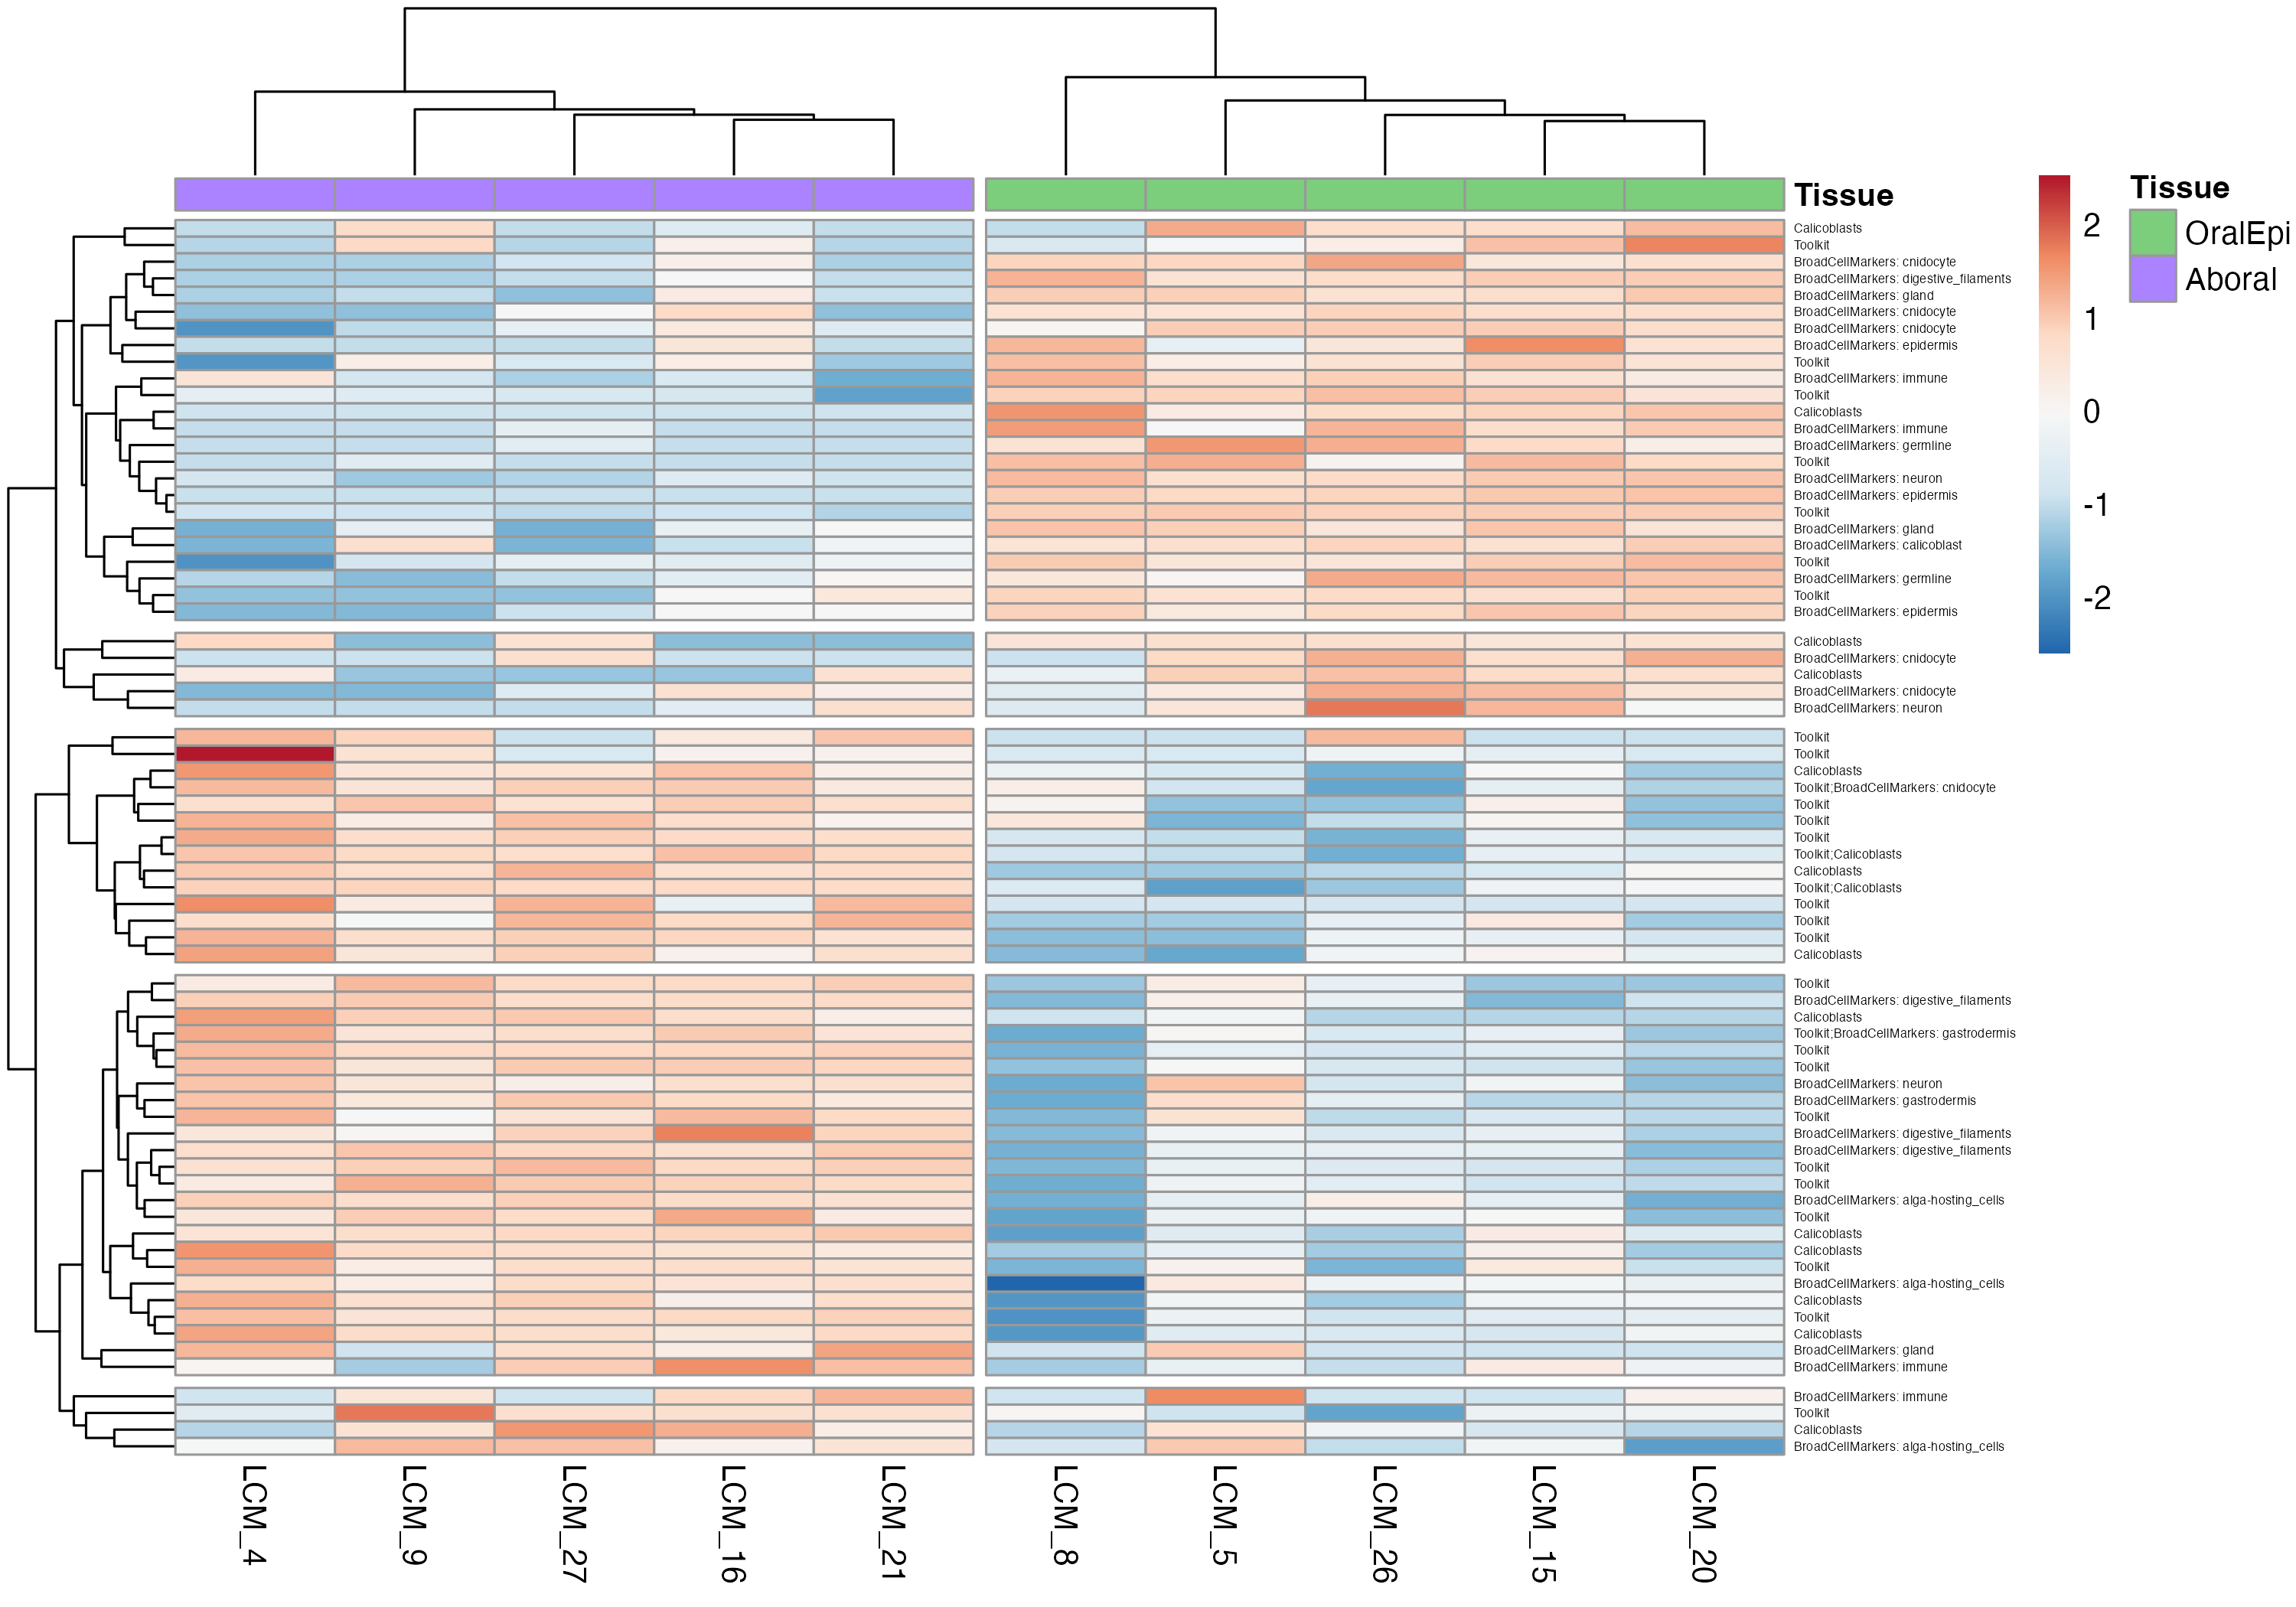 Tissue
Calicoblasts
Toolkit
BroadCellMarkers: cnidocyte
BroadCellMarkers: digestive_filaments
BroadCellMarkers: gland
BroadCellMarkers: cnidocyte
BroadCellMarkers: cnidocyte
BroadCellMarkers: epidermis
Toolkit
BroadCellMarkers: immune
Toolkit
Calicoblasts
BroadCellMarkers: immune
BroadCellMarkers: germline
Toolkit
BroadCellMarkers: neuron
BroadCellMarkers: epidermis
Toolkit
BroadCellMarkers: gland
BroadCellMarkers: calicoblast
Toolkit
BroadCellMarkers: germline
Toolkit
BroadCellMarkers: epidermis
Calicoblasts
BroadCellMarkers: cnidocyte
Calicoblasts
BroadCellMarkers: cnidocyte
BroadCellMarkers: neuron
Toolkit
Toolkit
Calicoblasts
Toolkit;BroadCellMarkers: cnidocyte
Toolkit
Toolkit
Toolkit
Toolkit;Calicoblasts
Calicoblasts
Toolkit;Calicoblasts
Toolkit
Toolkit
Toolkit
Calicoblasts
Toolkit
BroadCellMarkers: digestive_filaments
Calicoblasts
Toolkit;BroadCellMarkers: gastrodermis
Toolkit
Toolkit
BroadCellMarkers: neuron
BroadCellMarkers: gastrodermis
Toolkit
BroadCellMarkers: digestive_filaments
BroadCellMarkers: digestive_filaments
Toolkit
Toolkit
BroadCellMarkers: alga-hosting_cells
Toolkit
Calicoblasts
Calicoblasts
Toolkit
BroadCellMarkers: alga-hosting_cells
Calicoblasts
Toolkit
Calicoblasts
BroadCellMarkers: gland
BroadCellMarkers: immune
BroadCellMarkers: immune
Toolkit
Calicoblasts
BroadCellMarkers: alga-hosting_cells
LCM_4
LCM_9
LCM_27
LCM_16
LCM_21
LCM_8
LCM_5
LCM_26
LCM_15
LCM_20
2
1
0
-1
-2
Tissue
OralEpi
Aboral